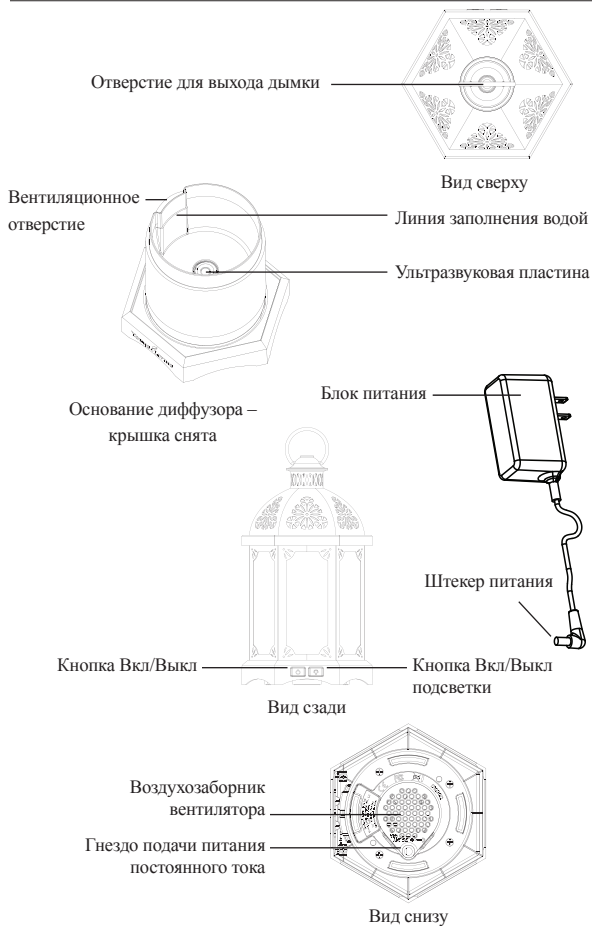 Отверстие для выхода дымки
Вид сверху
Вентиляционное
отверстие
Линия заполнения водой
Ультразвуковая пластина
Основание диффузора –
крышка снята
Блок питания
Штекер питания
Кнопка Вкл/Выкл
Кнопка Вкл/Выкл
подсветки
Вид сзади
Воздухозаборник
вентилятора
Гнездо подачи питания
постоянного тока
Вид снизу